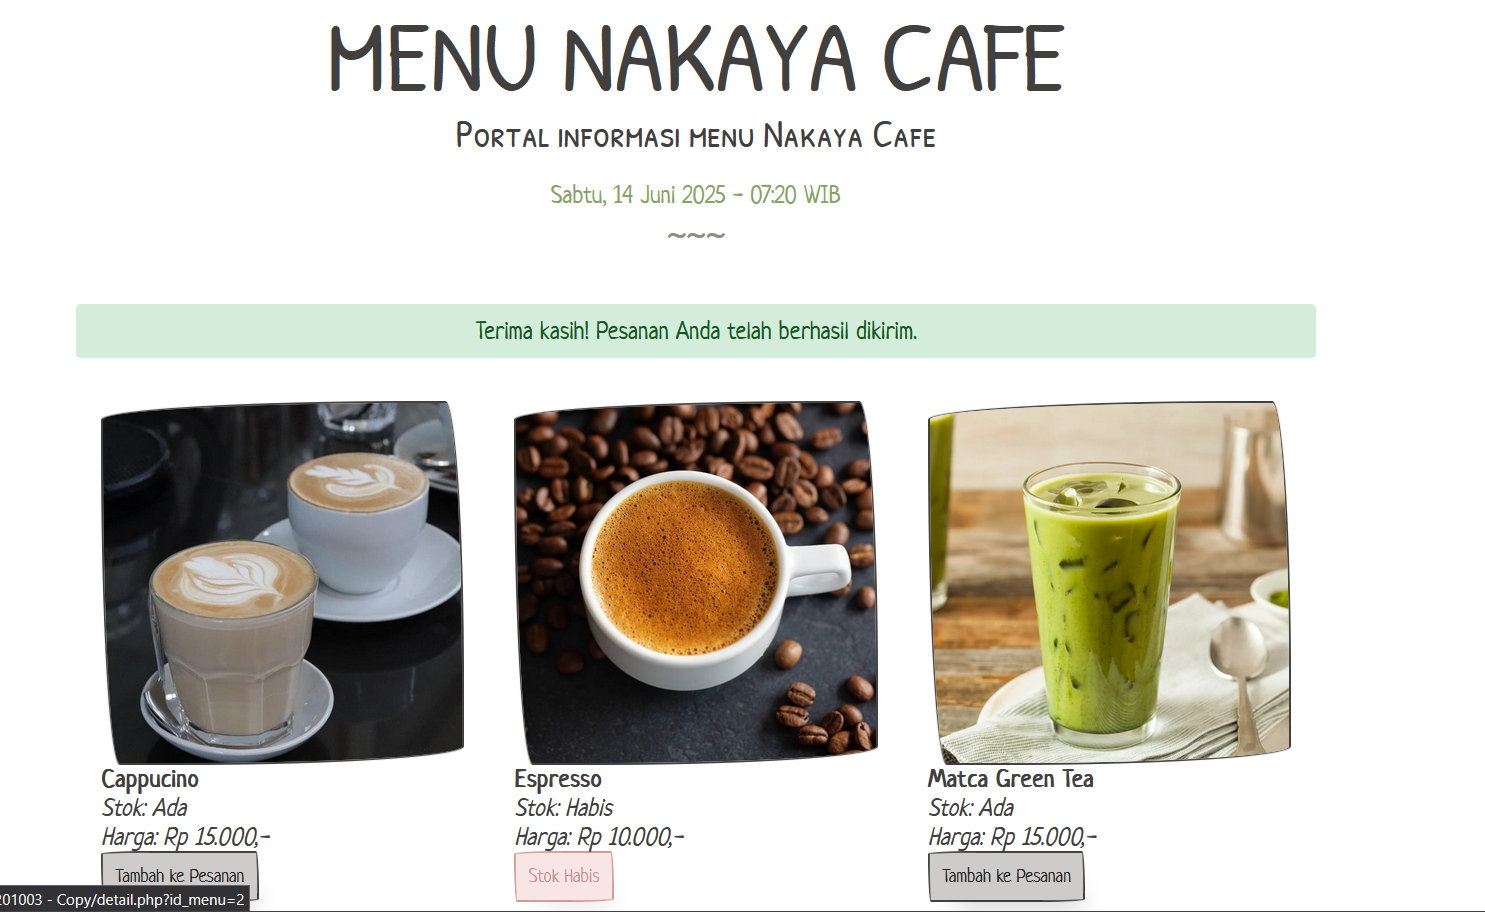 MENU NAKAYA CAFE
Portal informasi menu Nakaya Cafe
Sabtu, 14 Juni 2025 - 07:20 WIB
~~~
Terima kasih! Pesanan Anda telah berhasil dikirim.
Cappucino
Stok: Ada
Harga: Rp 15.000,-
Tambah ke Pesanan
Espresso
Stok: Habis
Harga: Rp 10.000,-
Stok Habis
Matca Green Tea
Stok: Ada
Harga: Rp 15.000,-
Tambah ke Pesanan
201003 - Copy/detail.php?id_menu=2